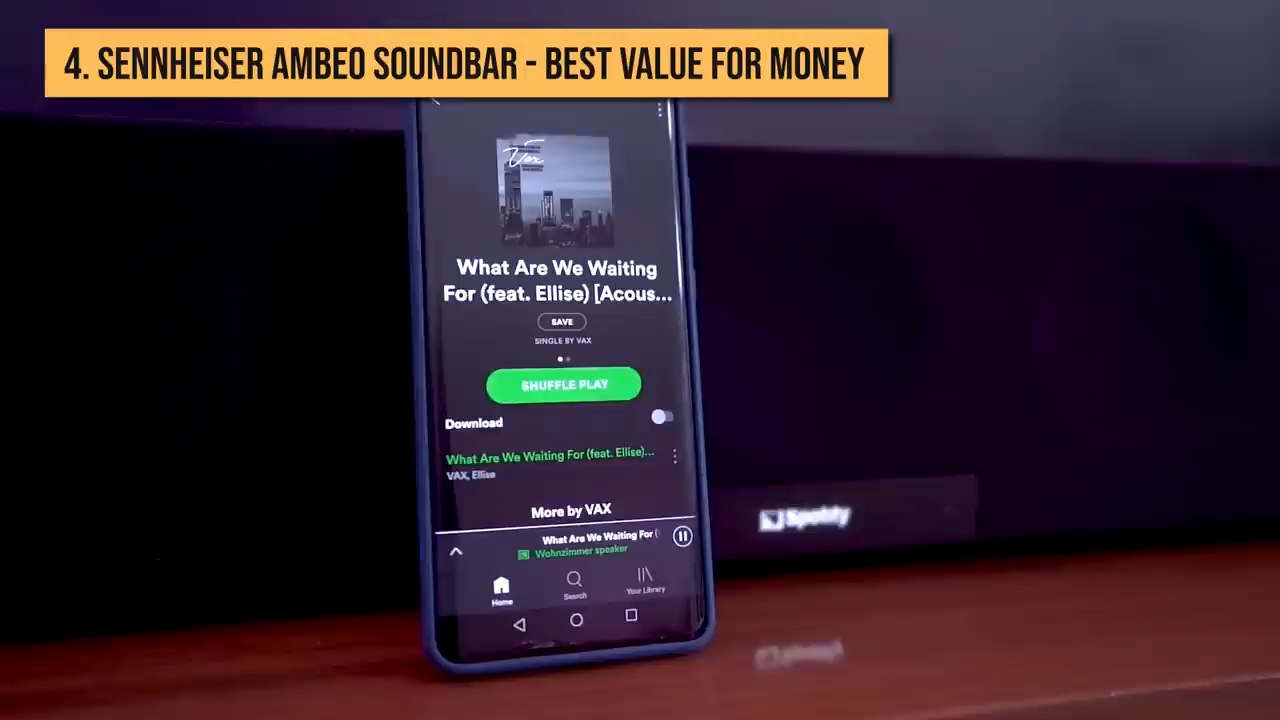 4. SENNHEISER AMBEO SOUNDBAR - BEST VALUE FOR MONEY
Vax
What Are We Waiting
For (feat. Ellise) [Acous...
SAVE
SINGLE BY VAX
SHUFFLE PLAY
Download
What Are We Waiting For (feat. Ellise)...
VAX, Ellise
More by VAX
What Are We Waiting For (
Wohnzimmer speaker
Home
Search
Your Library
Spotify